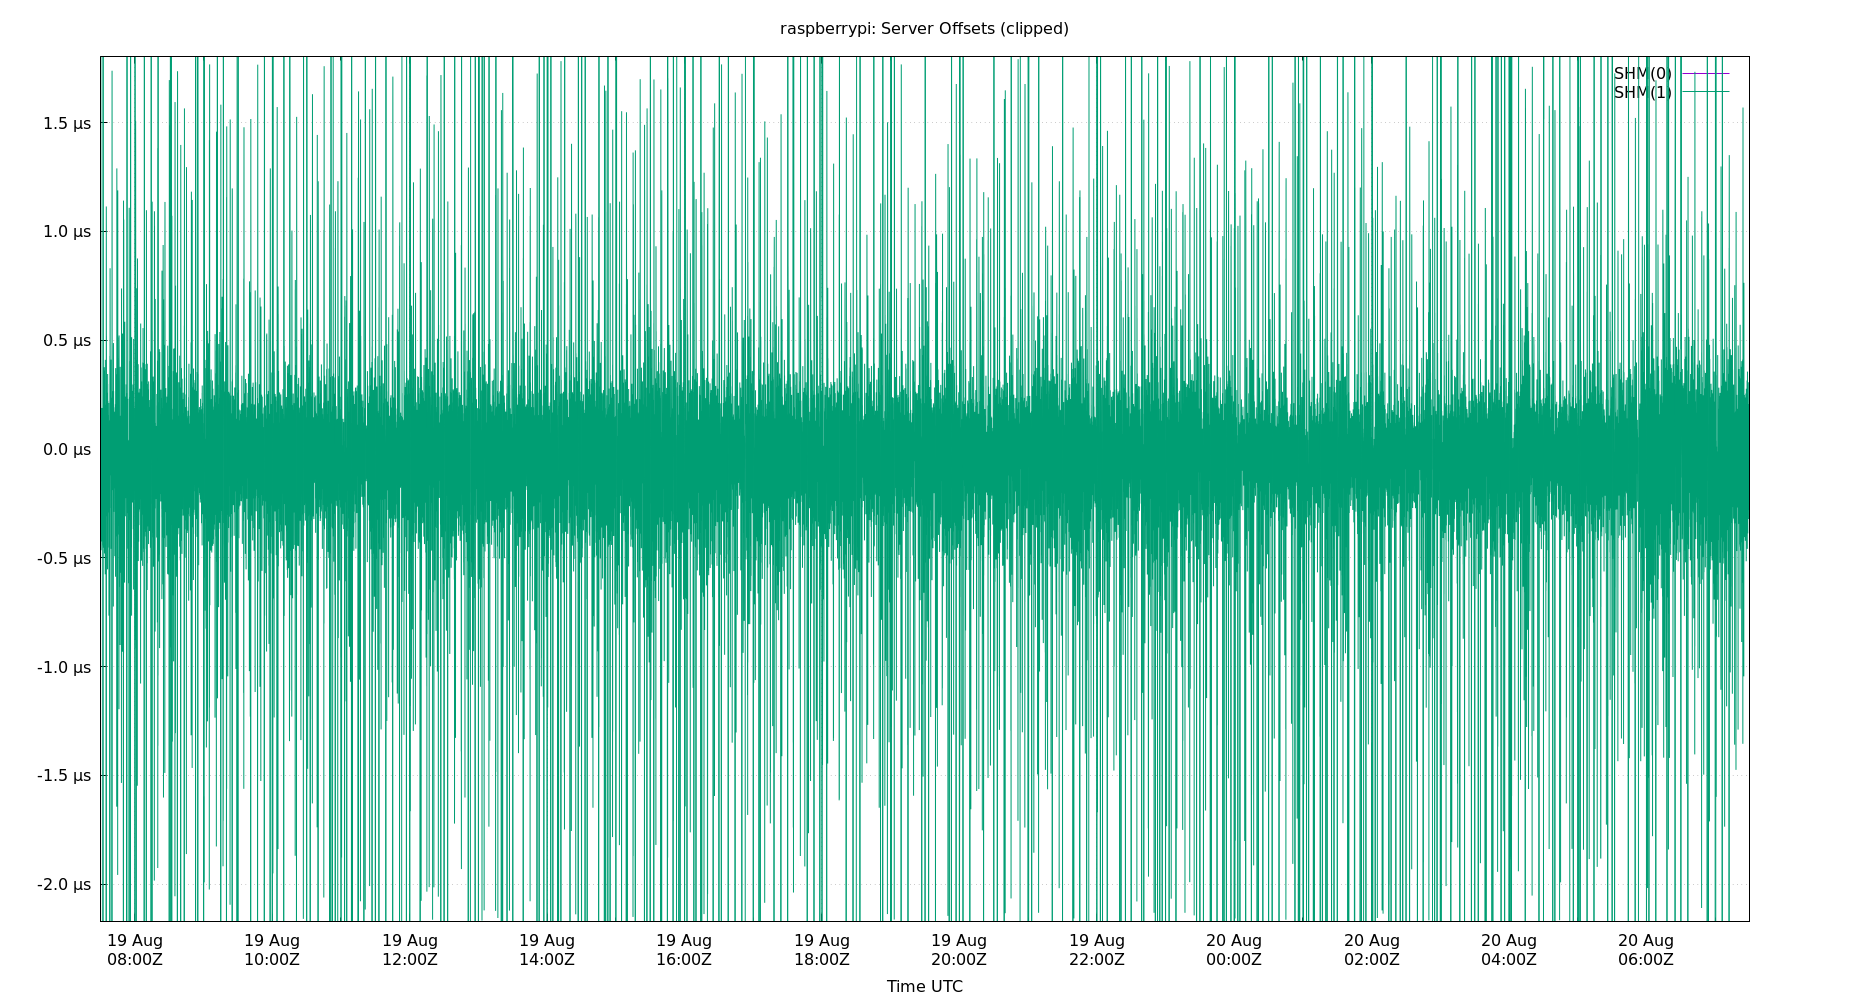 raspberrypi: Server Offsets (clipped)
SHM(0)
SHM(1)
1.5 µs
1.0 µs
0.5 µs
0.0 µs
-0.5 µs
-1.0 µs
-1.5 µs
-2.0 µs
19 Aug 19 Aug 19 Aug 19 Aug 19 Aug 19 Aug 19 Aug 19 Aug 20 Aug 20 Aug 20 Aug 20 Aug
08:00Z 10:00Z 12:00Z 14:00Z 16:00Z 18:00Z 20:00Z 22:00Z 00:00Z 02:00Z 04:00Z 06:00Z
Time UTC